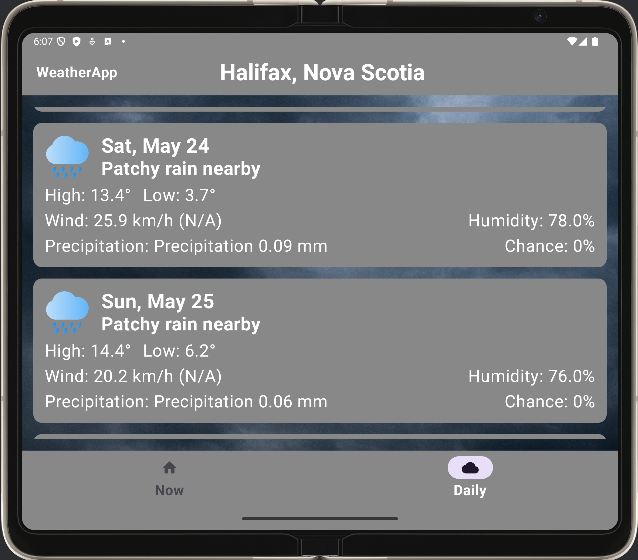 6:07
WeatherApp
Halifax, Nova Scotia
Sat, May 24
Patchy rain nearby
High: 13.4° Low: 3.7°
Wind: 25.9 km/h (N/A) Humidity: 78.0%
Precipitation: Precipitation 0.09 mm Chance: 0%
Sun, May 25
Patchy rain nearby
High: 14.4° Low: 6.2°
Wind: 20.2 km/h (N/A) Humidity: 76.0%
Precipitation: Precipitation 0.06 mm Chance: 0%
Now
Daily